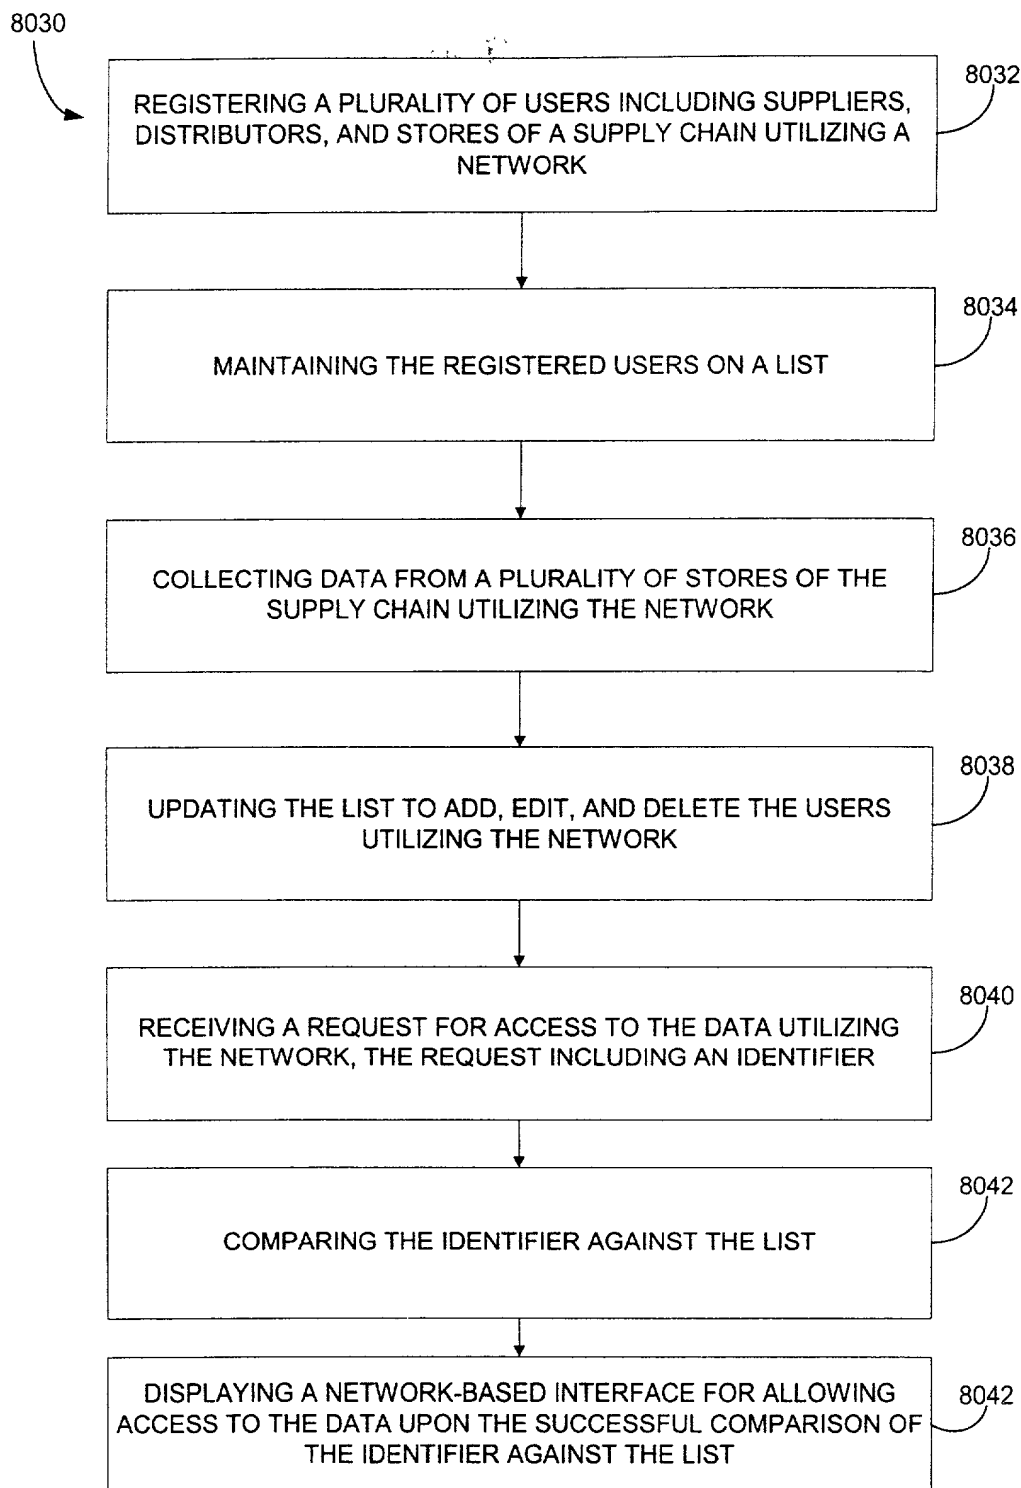 8030
8032
REGISTERING A PLURALITY OF USERS INCLUDING SUPPLIERS,
DISTRIBUTORS, AND STORES OF A SUPPLY CHAIN UTILIZING A
NETWORK
8034
MAINTAINING THE REGISTERED USERS ON A LIST
8036
COLLECTING DATA FROM A PLURALITY OF STORES OF THE
SUPPLY CHAIN UTILIZING THE NETWORK
8038
UPDATING THE LIST TO ADD, EDIT, AND DELETE THE USERS
UTILIZING THE NETWORK
8040
RECEIVING A REQUEST FOR ACCESS TO THE DATA UTILIZING
THE NETWORK, THE REQUEST INCLUDING AN IDENTIFIER
8042
COMPARING THE IDENTIFIER AGAINST THE LIST
8042
DISPLAYING A NETWORK-BASED INTERFACE FOR ALLOWING
ACCESS TO THE DATA UPON THE SUCCESSFUL COMPARISON OF
THE IDENTIFIER AGAINST THE LIST